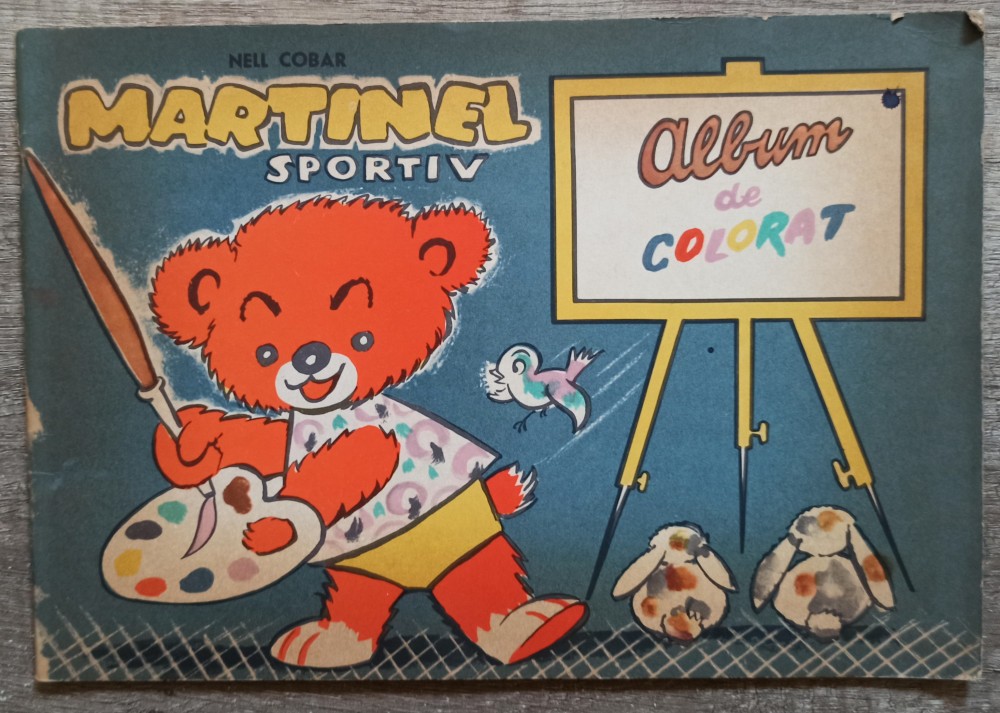 NELL COBAR
MARTINEL
SPORTIV
Album
de
COLORAT